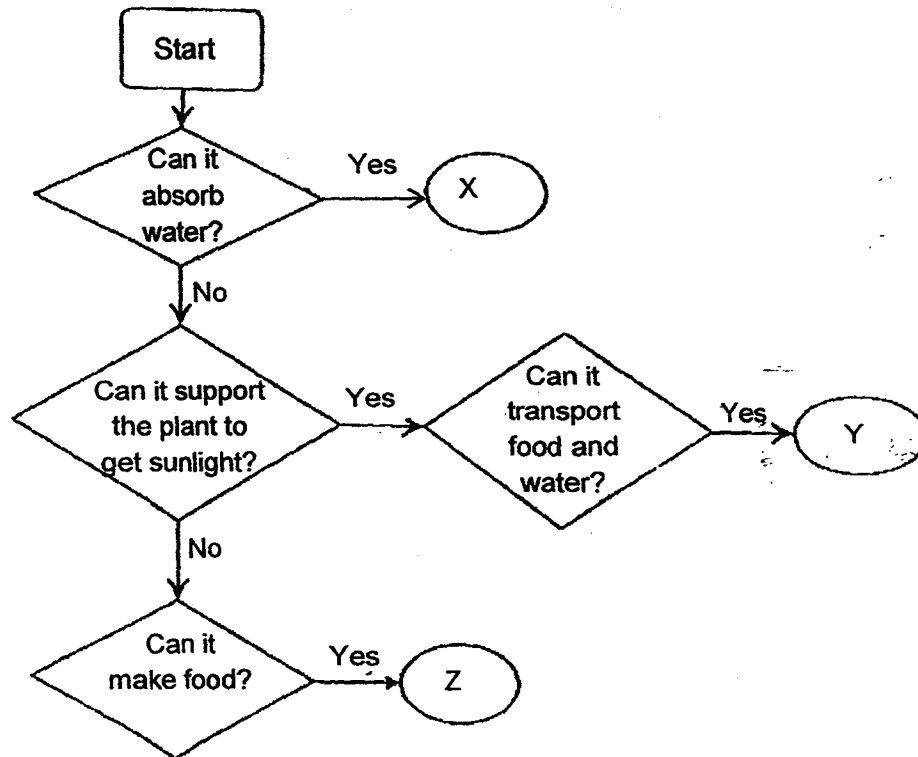 Start
Can it
absorb
water?
Yes
X
No
Can it support
the plant to
get sunlight?
Yes
Can it
transport
food and
water?
Yes
Y
No
Can it
make food?
Yes
Z